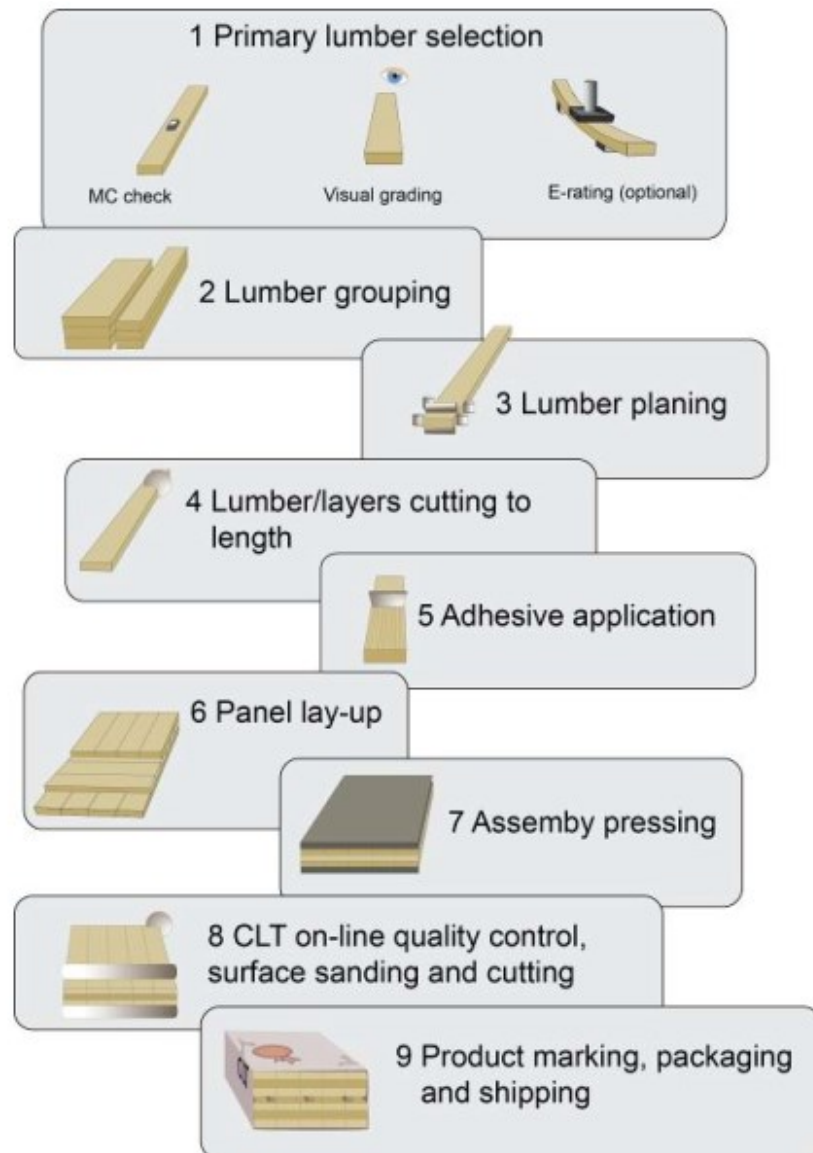 1 Primary lumber selection
MC check
Visual grading
E-rating (optional)
2 Lumber grouping
3 Lumber planing
4 Lumber/layers cutting to
length
5 Adhesive application
6 Panel lay-up
7 Assemby pressing
8 CLT on-line quality control,
surface sanding and cutting
9 Product marking, packaging
and shipping